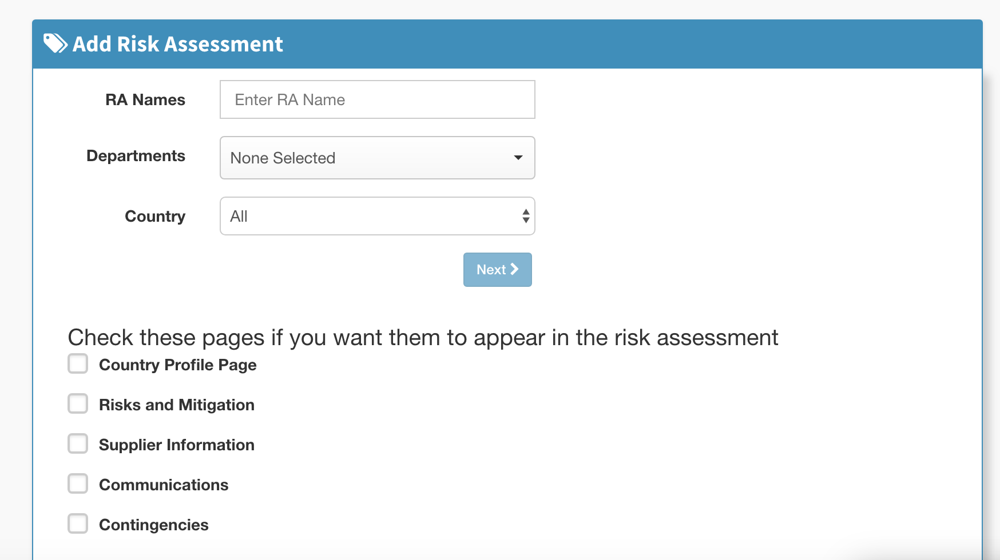 Add Risk Assessment
RA Names
Enter RA Name
Departments
None Selected
Country
All
Next
Check these pages if you want them to appear in the risk assessment
Country Profile Page
Risks and Mitigation
Supplier Information
Communications
Contingencies